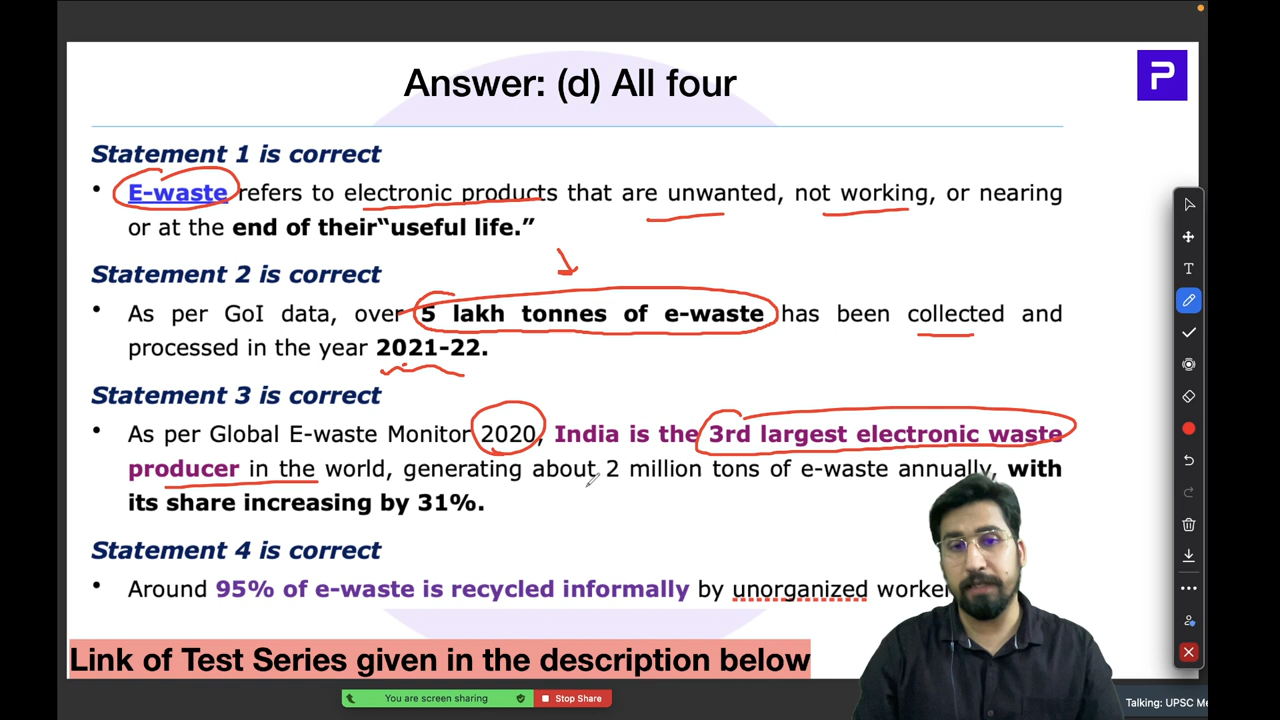 Answer: (d) All four
P
Statement 1 is correct
• E-waste refers to electronic products that are unwanted, not working, or nearing
or at the end of their“useful life.”
Statement 2 is correct
• As per GoI data, over 5 lakh tonnes of e-waste has been collected and
processed in the year 2021-22.
Statement 3 is correct
• As per Global E-waste Monitor 2020, India is the 3rd largest electronic waste
producer in the world, generating about 2 million tons of e-waste annually, with
its share increasing by 31%.
Statement 4 is correct
• Around 95% of e-waste is recycled informally by unorganized
Link of Test Series given in the description below
You are screen sharing
Stop Share
Talking: UPSC